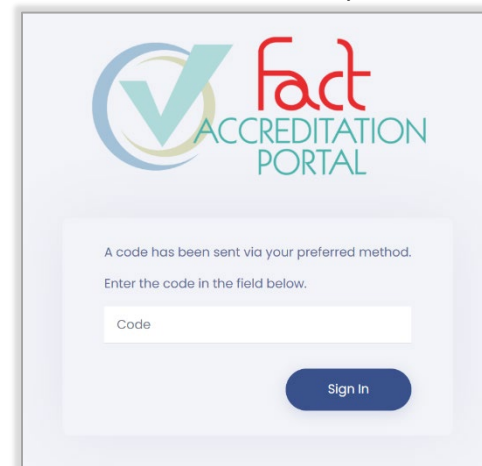 Fact
ACCREDITATION
PORTAL
A code has been sent via your preferred method.
Enter the code in the field below.
Code
Sign In